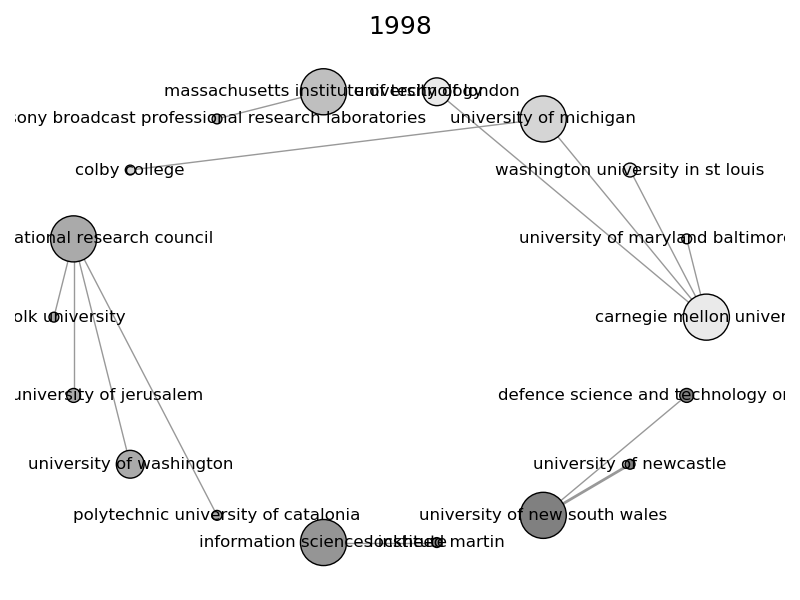 1998
massachusetts institute of technology
university of london
sony broadcast professional research laboratories
university of michigan
colby college
washington university in st louis
ational research council
university of maryland baltimore
olk university
carnegie mellon univer
university of jerusalem
defence science and technology or
university of washington
university of newcastle
polytechnic university of catalonia
university of new south wales
information sciences institute
lockheed martin